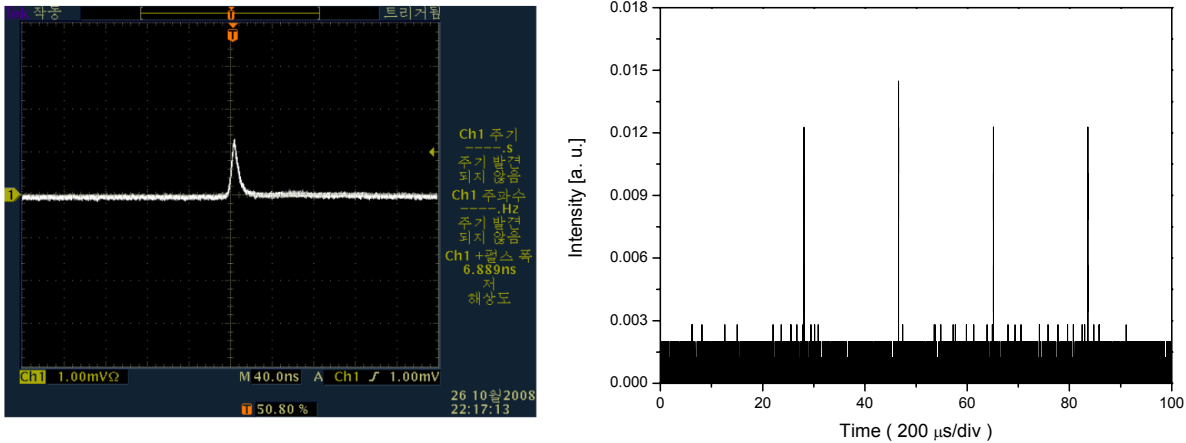 작동
트리거됨
T
T
1
Ch1 주기
----.s
주기 발견
되지 않음
Ch1 주파수
----.Hz
주기 발견
되지 않음
Ch1 +펄스 폭
6.889ns
저
해상도
Ch1 1.00mVΩ M 40.0ns A Ch1 ƒ 1.00mV
26 10월2008
22:17:13
T 50.80 %
0.018
0.015
0.012
0.009
0.006
0.003
0.000
Intensity [a. u.]
0 20 40 60 80 100
Time ( 200 μs/div )